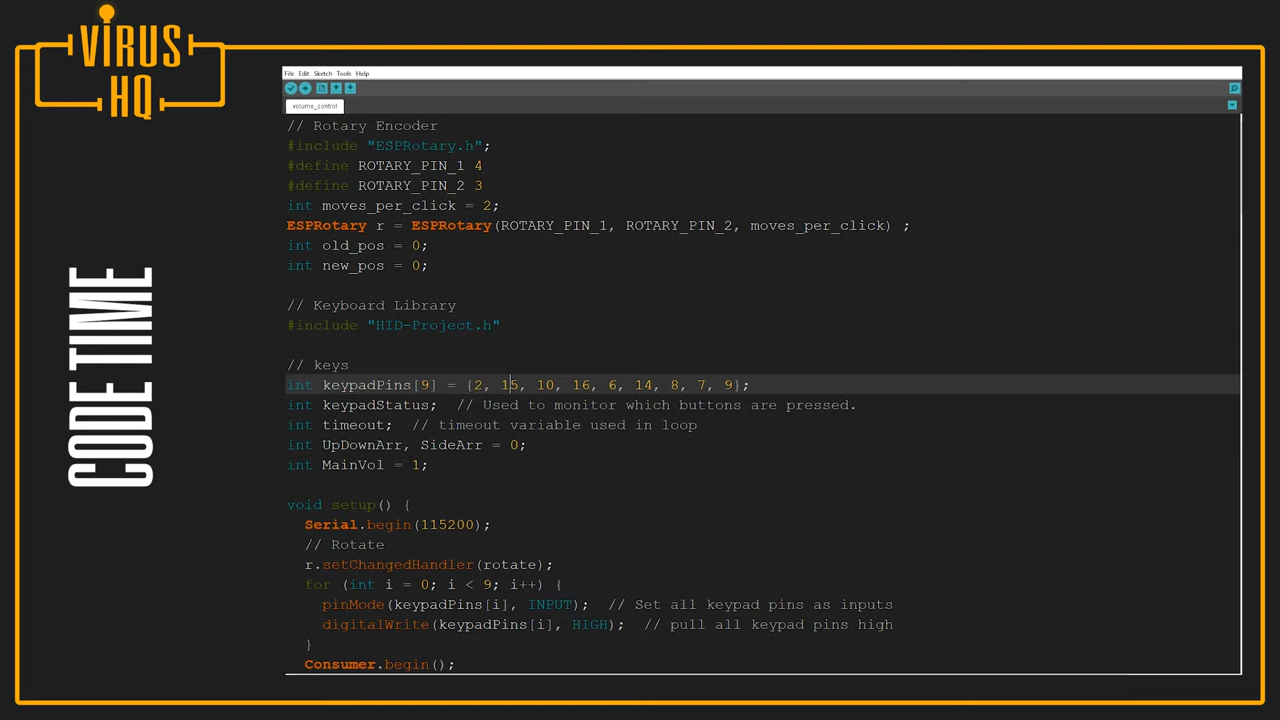 VİRUS
HQ
CODE TIME
File Edit Sketch Tools Help
volume_control
// Rotary Encoder
#include "ESPRotary.h";
#define ROTARY_PIN_1 4
#define ROTARY_PIN_2 3
int moves_per_click = 2;
ESPRotary r = ESPRotary(ROTARY_PIN_1, ROTARY_PIN_2, moves_per_click) ;
int old_pos = 0;
int new_pos = 0;
// Keyboard Library
#include "HID-Project.h"
// keys
int keypadPins[9] = {2, 15, 10, 16, 6, 14, 8, 7, 9};
int keypadStatus;  // Used to monitor which buttons are pressed.
int timeout;  // timeout variable used in loop
int UpDownArr, SideArr = 0;
int MainVol = 1;
void setup() {
  Serial.begin(115200);
  // Rotate
  r.setChangedHandler(rotate);
  for (int i = 0; i < 9; i++) {
    pinMode(keypadPins[i], INPUT);  // Set all keypad pins as inputs
    digitalWrite(keypadPins[i], HIGH);  // pull all keypad pins high
  }
  Consumer.begin();